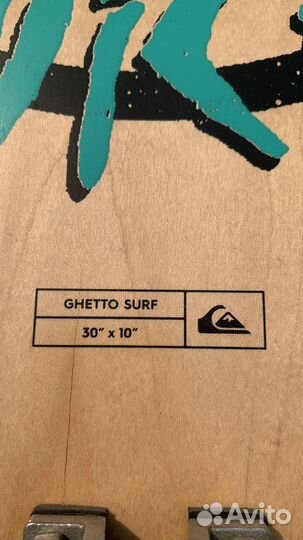 GHETTO SURF
30" x 10"
Avito